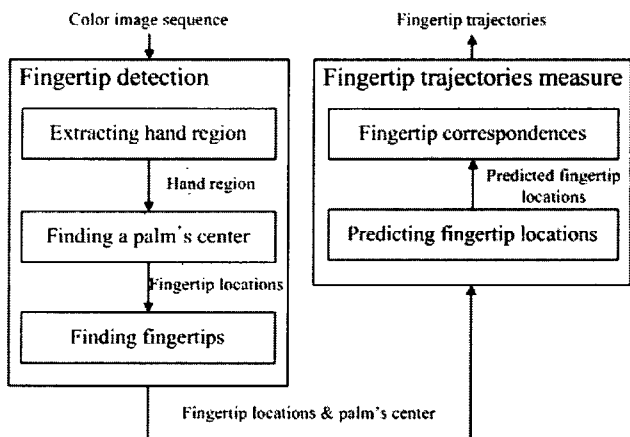 Color image sequence
Fingertip detection
Extracting hand region
Hand region
Finding a palm's center
Fingertip locations
Finding fingertips
Fingertip locations & palm's center
Fingertip trajectories
Fingertip trajectories measure
Fingertip correspondences
Predicted fingertip
locations
Predicting fingertip locations